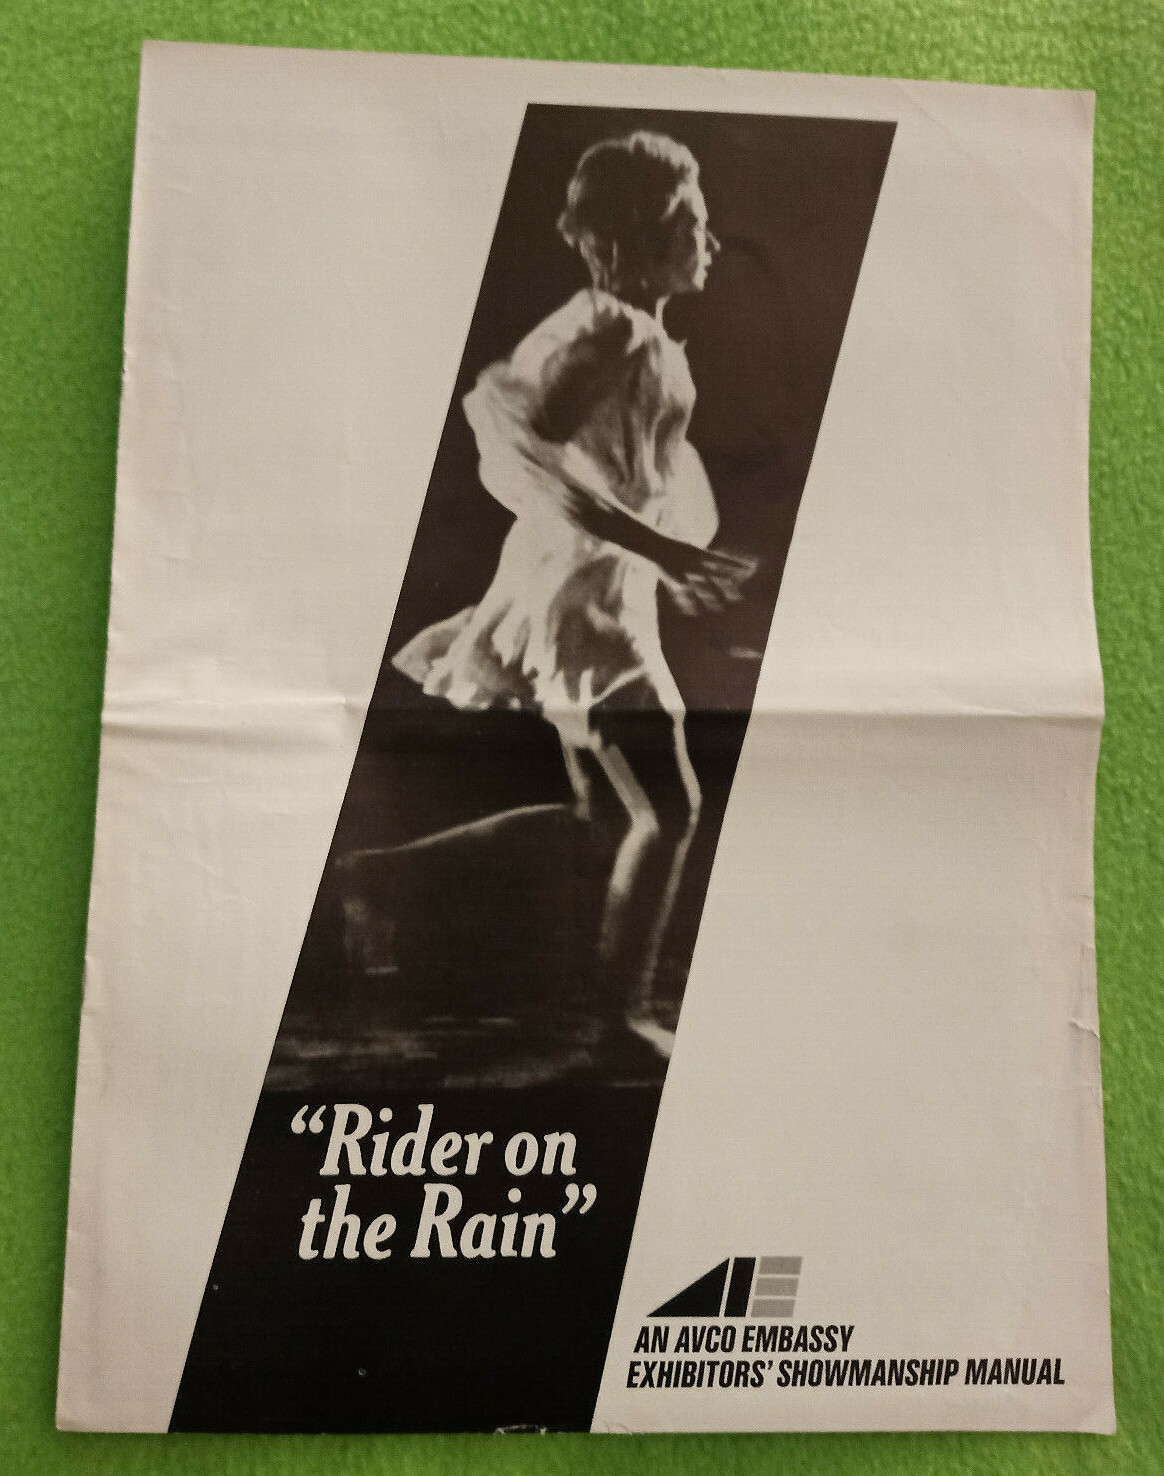 “Rider on
the Rain”
AN AVCO EMBASSY
EXHIBITORS’ SHOWMANSHIP MANUAL